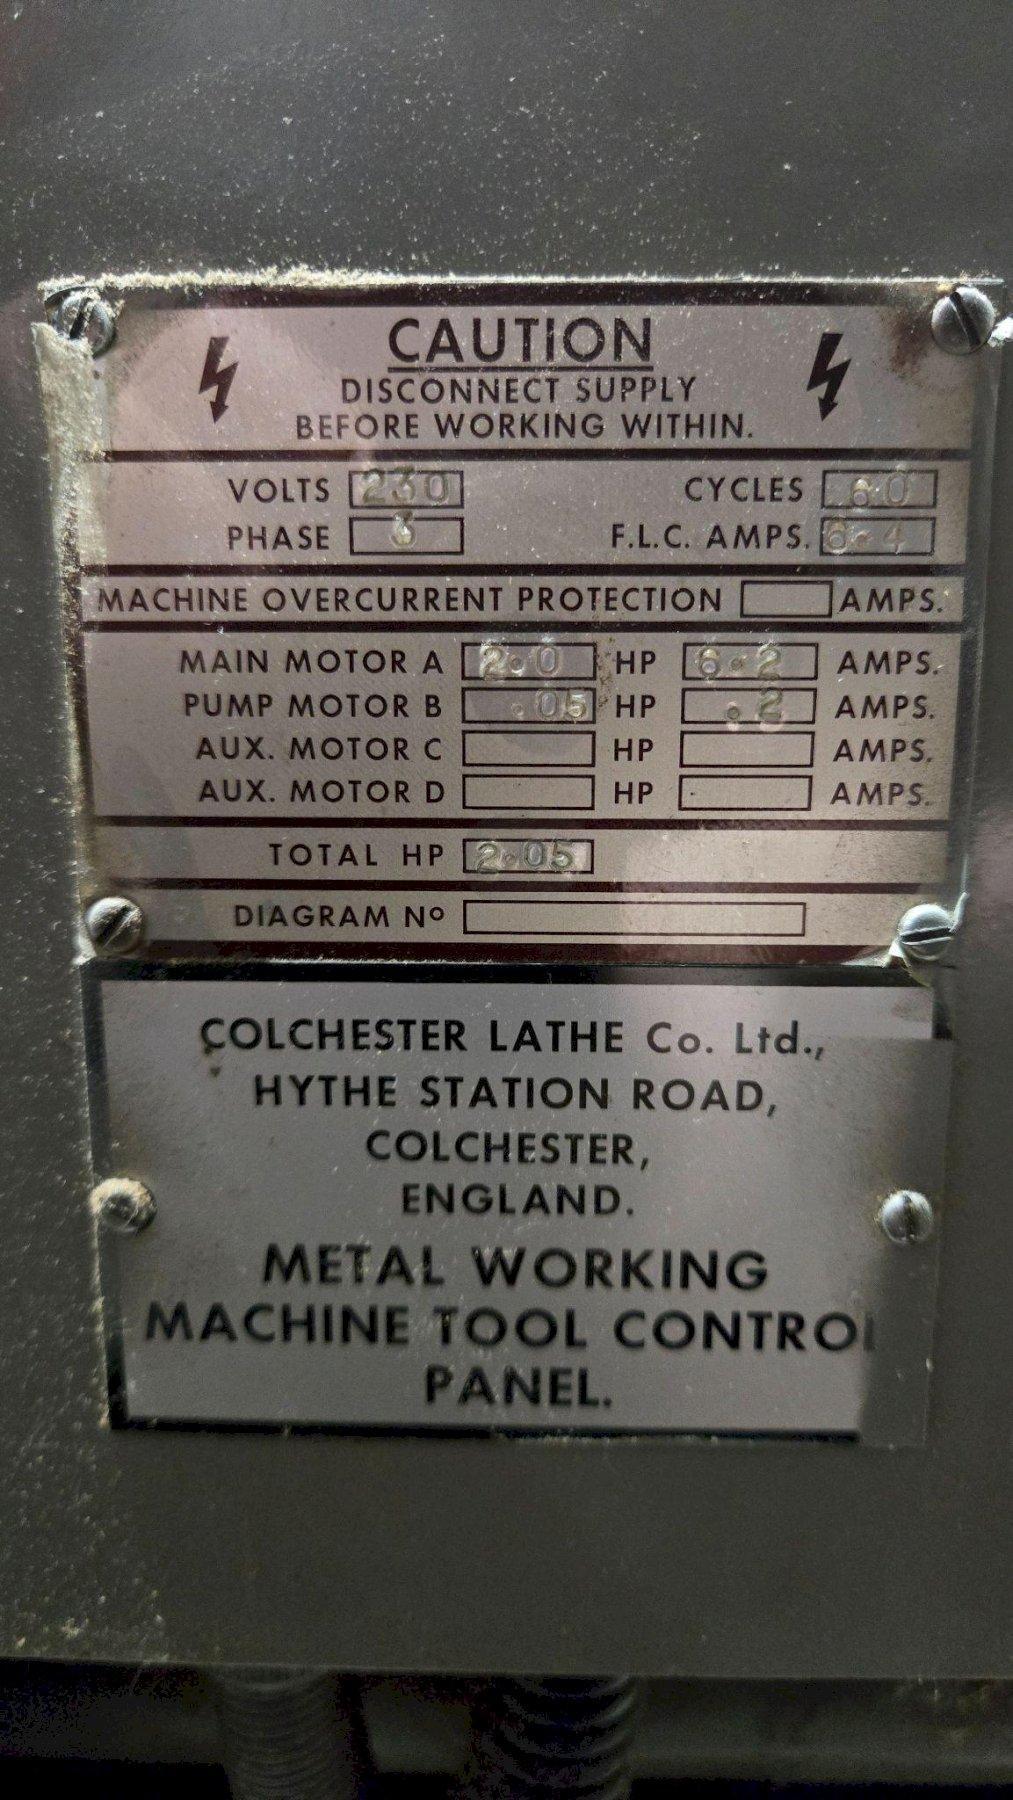 CAUTION
DISCONNECT SUPPLY
BEFORE WORKING WITHIN.
VOLTS 230 CYCLES 60
PHASE 3 F.L.C. AMPS. 6.4
MACHINE OVERCURRENT PROTECTION AMPS.
MAIN MOTOR A 2.0 HP 6.2 AMPS.
PUMP MOTOR B .05 HP .2 AMPS.
AUX. MOTOR C HP AMPS.
AUX. MOTOR D HP AMPS.
TOTAL HP 2.05
DIAGRAM Nº
COLCHESTER LATHE Co. Ltd.,
HYTHE STATION ROAD,
COLCHESTER,
ENGLAND.
METAL WORKING
MACHINE TOOL CONTROL
PANEL.